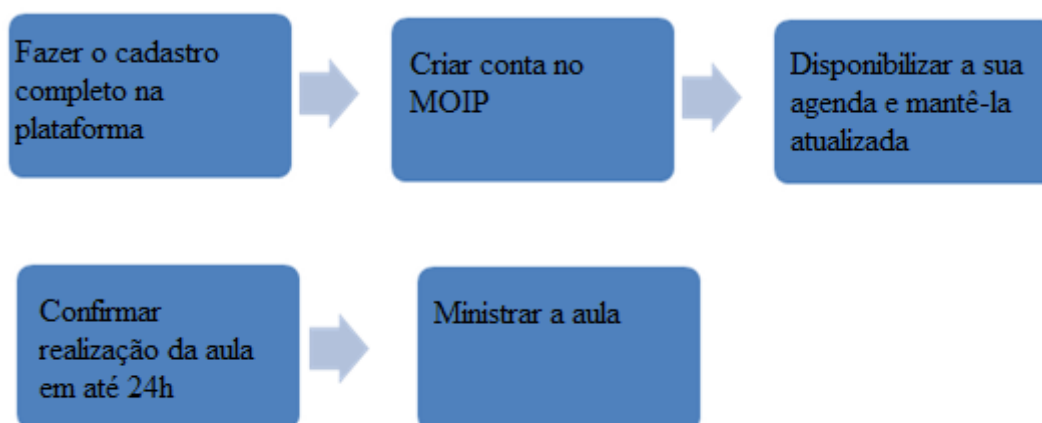 Fazer o cadastro
completo na
plataforma
Criar conta no
MOIP
Disponibilizar a sua
agenda e mantê-la
atualizada
Confirmar
realização da aula
em até 24h
Ministrar a aula